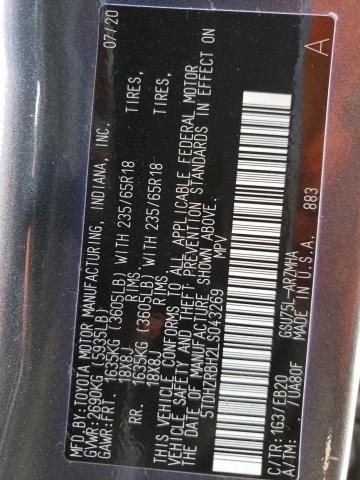 MFD.BY:TOYOTA MOTOR MANUFACTURING, INDIANA, INC. 07/20
GVWR:2690KG (5935LB)
GAWR:FRT. 1635KG (3605LB) WITH 235/65R18 TIRES,
18X8J RIMS.
RR. 1635KG (3605LB) WITH 235/65R18 TIRES,
18X8J RIMS.
THIS VEHICLE CONFORMS TO ALL APPLICABLE FEDERAL MOTOR
VEHICLE SAFETY AND THEFT PREVENTION STANDARDS IN EFFECT ON
THE DATE OF MANUFACTURE SHOWN ABOVE.
5TDHZRBH2LS043269 MPV
A
C/TR:1G3/EB20 GSU75L-ARZMHA
A/TM: /UA80F MADE IN U.S.A. 883